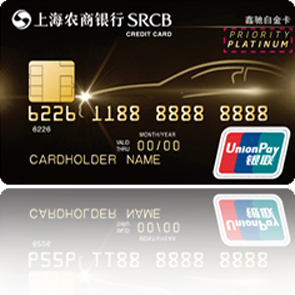 上海农商银行 SRCB
CREDIT CARD
鑫驰白金卡
PRIORITY
PLATINUM
6226 1188 8888 8888
6226
MONTH/YEAR
VALID THRU 00/00
CARDHOLDER NAME
UnionPay
银联